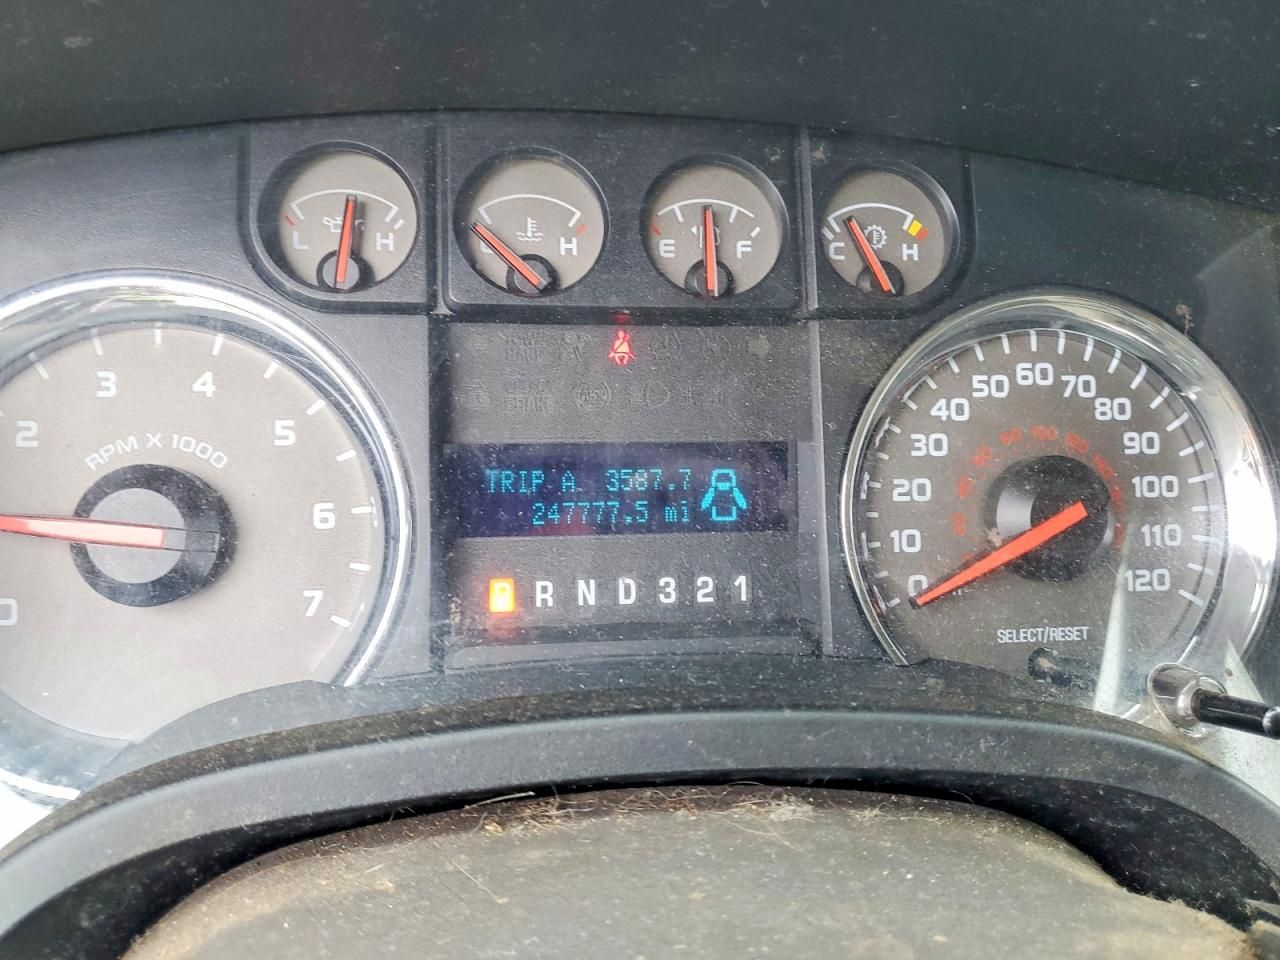 L H
H
E F
C H
2 3 4 5 6 7
0
RPM X 1000
TRIP A 3587.7
247777.5 mi
P R N D 3 2 1
0 10 20 30 40 50 60 70 80 90 100 110 120
SELECT/RESET